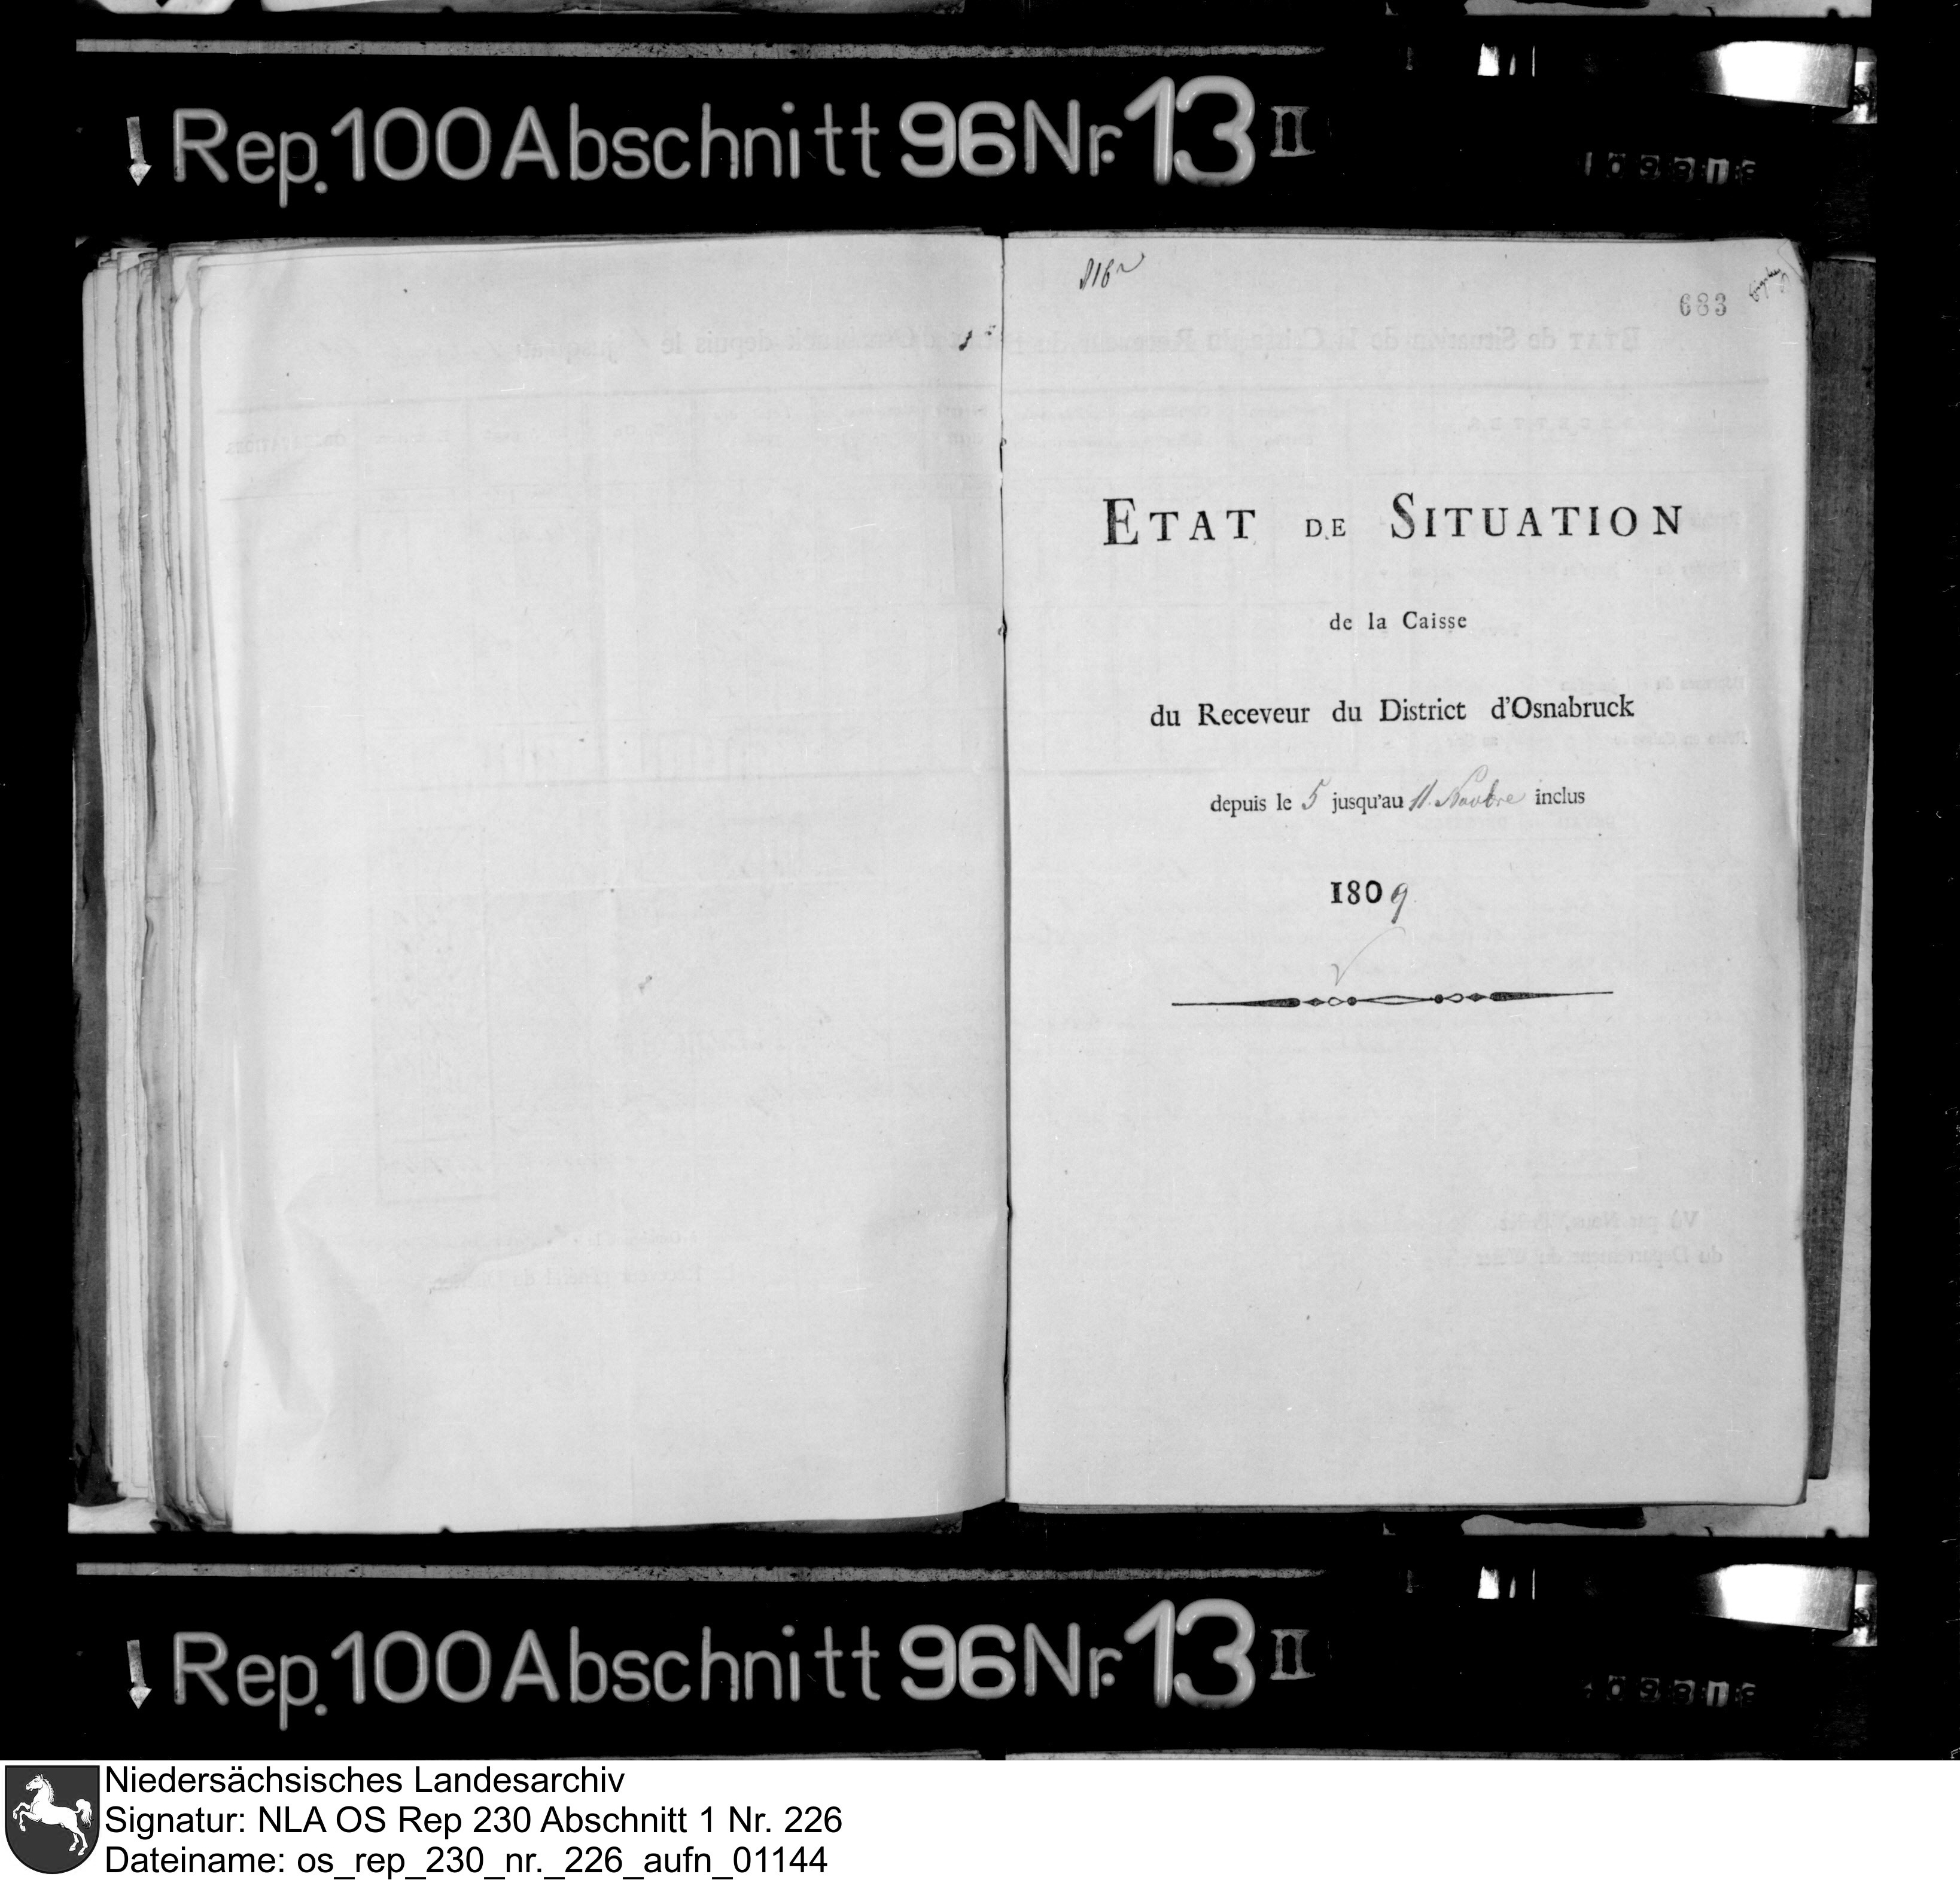 Rep. 100 Abschnitt 96 Nr. 13 II
683
ETAT DE SITUATION
de la Caisse
du Receveur du District d'Osnabruck
depuis le 5 jusqu'au 11. Novbre inclus
1809
Rep. 100 Abschnitt 96 Nr. 13 II
Niedersächsisches Landesarchiv
Signatur: NLA OS Rep 230 Abschnitt 1 Nr. 226
Dateiname: os_rep_230_nr._226_aufn_01144